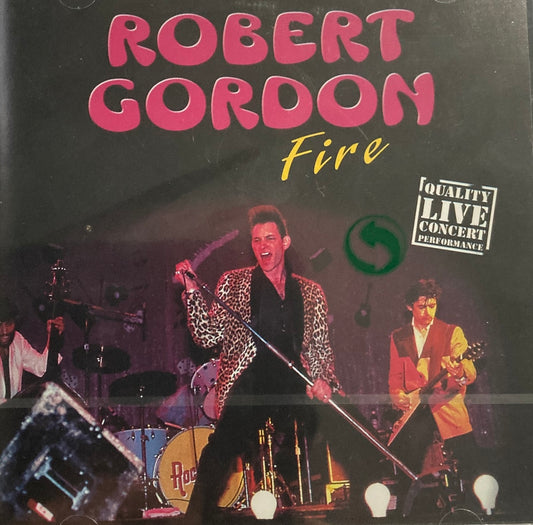 ROBERT
GORDON
Fire
QUALITY
LIVE
CONCERT
PERFORMANCE